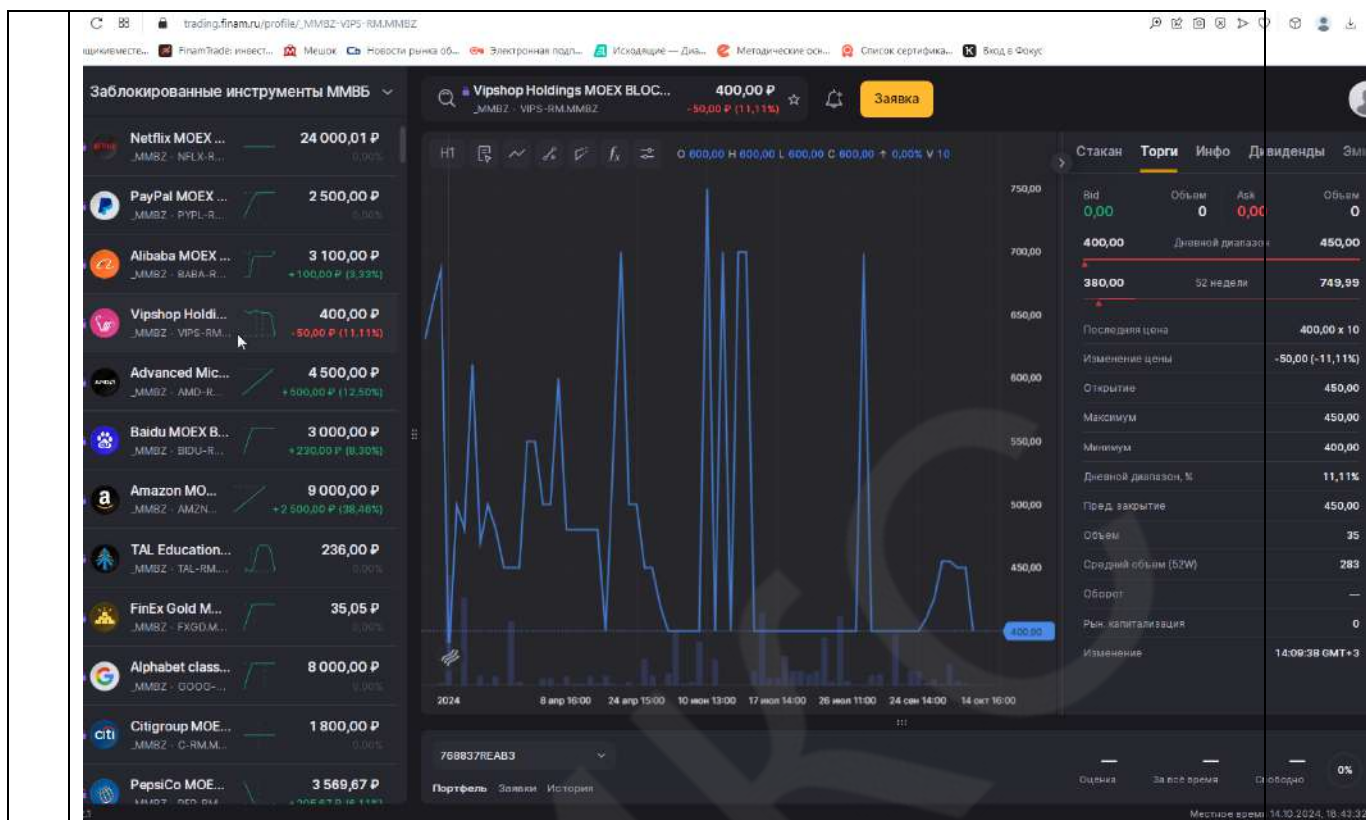 trading.finam.ru/profile/_MMBZ-VIPS-RM.MMBZ
щикивместе... FinamTrade: инвест... Мешок Новости рынка об... Электронная подп... Исходящие — Диа... Методические осн... Список сертифика... Вход в Фокус
Заблокированные инструменты ММВБ
Vipshop Holdings MOEX BLOC... 400,00 ₽
_MMBZ · VIPS-RM.MMBZ -50,00 ₽ (11,11%)
Заявка
Netflix MOEX ... 24 000,01 ₽
_MMBZ · NFLX-R... 0,00%
PayPal MOEX ... 2 500,00 ₽
_MMBZ · PYPL-R... 0,00%
Alibaba MOEX ... 3 100,00 ₽
_MMBZ · BABA-R... +100,00 ₽ (3,33%)
Vipshop Holdi... 400,00 ₽
_MMBZ · VIPS-RM... -50,00 ₽ (11,11%)
Advanced Mic... 4 500,00 ₽
_MMBZ · AMD-R... +500,00 ₽ (12,50%)
Baidu MOEX B... 3 000,00 ₽
_MMBZ · BIDU-R... +230,00 ₽ (8,30%)
Amazon MO... 9 000,00 ₽
_MMBZ · AMZN... +2 500,00 ₽ (38,46%)
TAL Education... 236,00 ₽
_MMBZ · TAL-RM.... 0,00%
FinEx Gold M... 35,05 ₽
_MMBZ · FXGD.M... 0,00%
Alphabet class... 8 000,00 ₽
_MMBZ · GOOG-... 0,00%
Citigroup MOE... 1 800,00 ₽
_MMBZ · C-RM.M... 0,00%
PepsiCo MOE... 3 569,67 ₽
H1 fx O 600,00 H 600,00 L 600,00 C 600,00 0,00% V 10
750,00
700,00
650,00
600,00
550,00
500,00
450,00
400,00
2024 8 апр 16:00 24 апр 15:00 10 июн 13:00 17 июл 14:00 26 июл 11:00 24 сен 14:00 14 окт 16:00
768837REAB3
Портфель Заявки История
Стакан Торги Инфо Дивиденды Эми
Bid Объем Ask Объем
0,00 0 0,00 0
400,00 Дневной диапазон 450,00
380,00 52 недели 749,99
Последняя цена 400,00 x 10
Изменение цены -50,00 (-11,11%)
Открытие 450,00
Максимум 450,00
Минимум 400,00
Дневной диапазон, % 11,11%
Пред. закрытие 450,00
Объем 35
Средний объем (52W) 283
Оборот —
Рын. капитализация 0
Изменение 14:09:38 GMT+3
— — — 0%
Оценка За все время Свободно
Местное время: 14.10.2024, 18:43:32